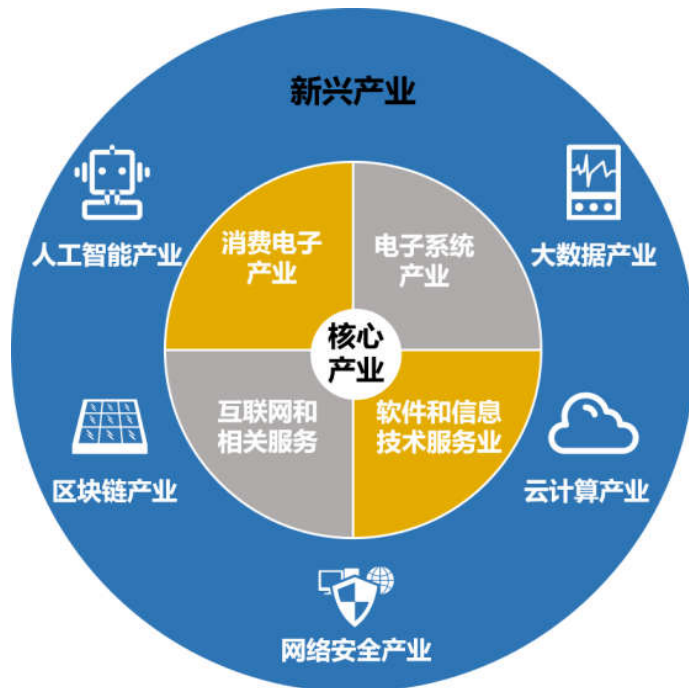 新兴产业
人工智能产业
大数据产业
消费电子
产业
电子系统
产业
核心
产业
互联网和
相关服务
软件和信息
技术服务业
区块链产业
云计算产业
网络安全产业